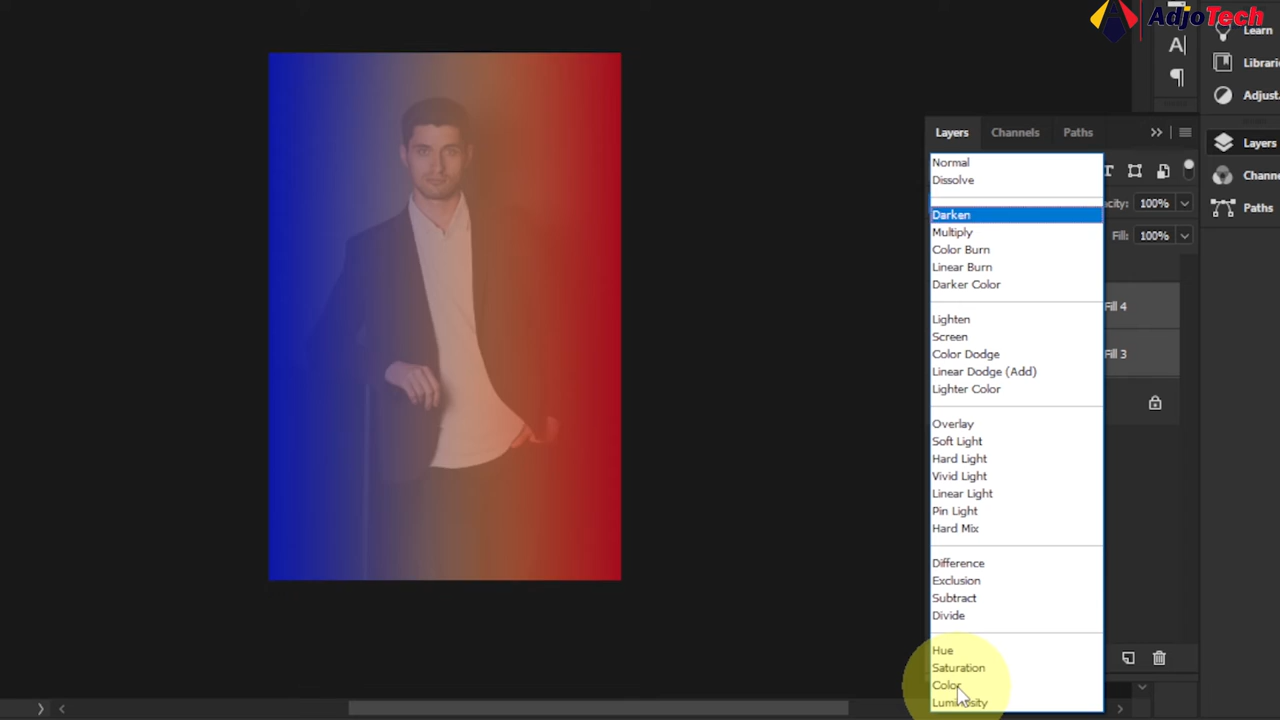 AdjoTech
Learn
Librari
Adjust
Layers
Channe
Paths
Layers Channels Paths
Normal
Dissolve
Darken
Multiply
Color Burn
Linear Burn
Darker Color
Lighten
Screen
Color Dodge
Linear Dodge (Add)
Lighter Color
Overlay
Soft Light
Hard Light
Vivid Light
Linear Light
Pin Light
Hard Mix
Difference
Exclusion
Subtract
Divide
Hue
Saturation
Color
Luminosity
city: 100%
Fill: 100%
Fill 4
Fill 3